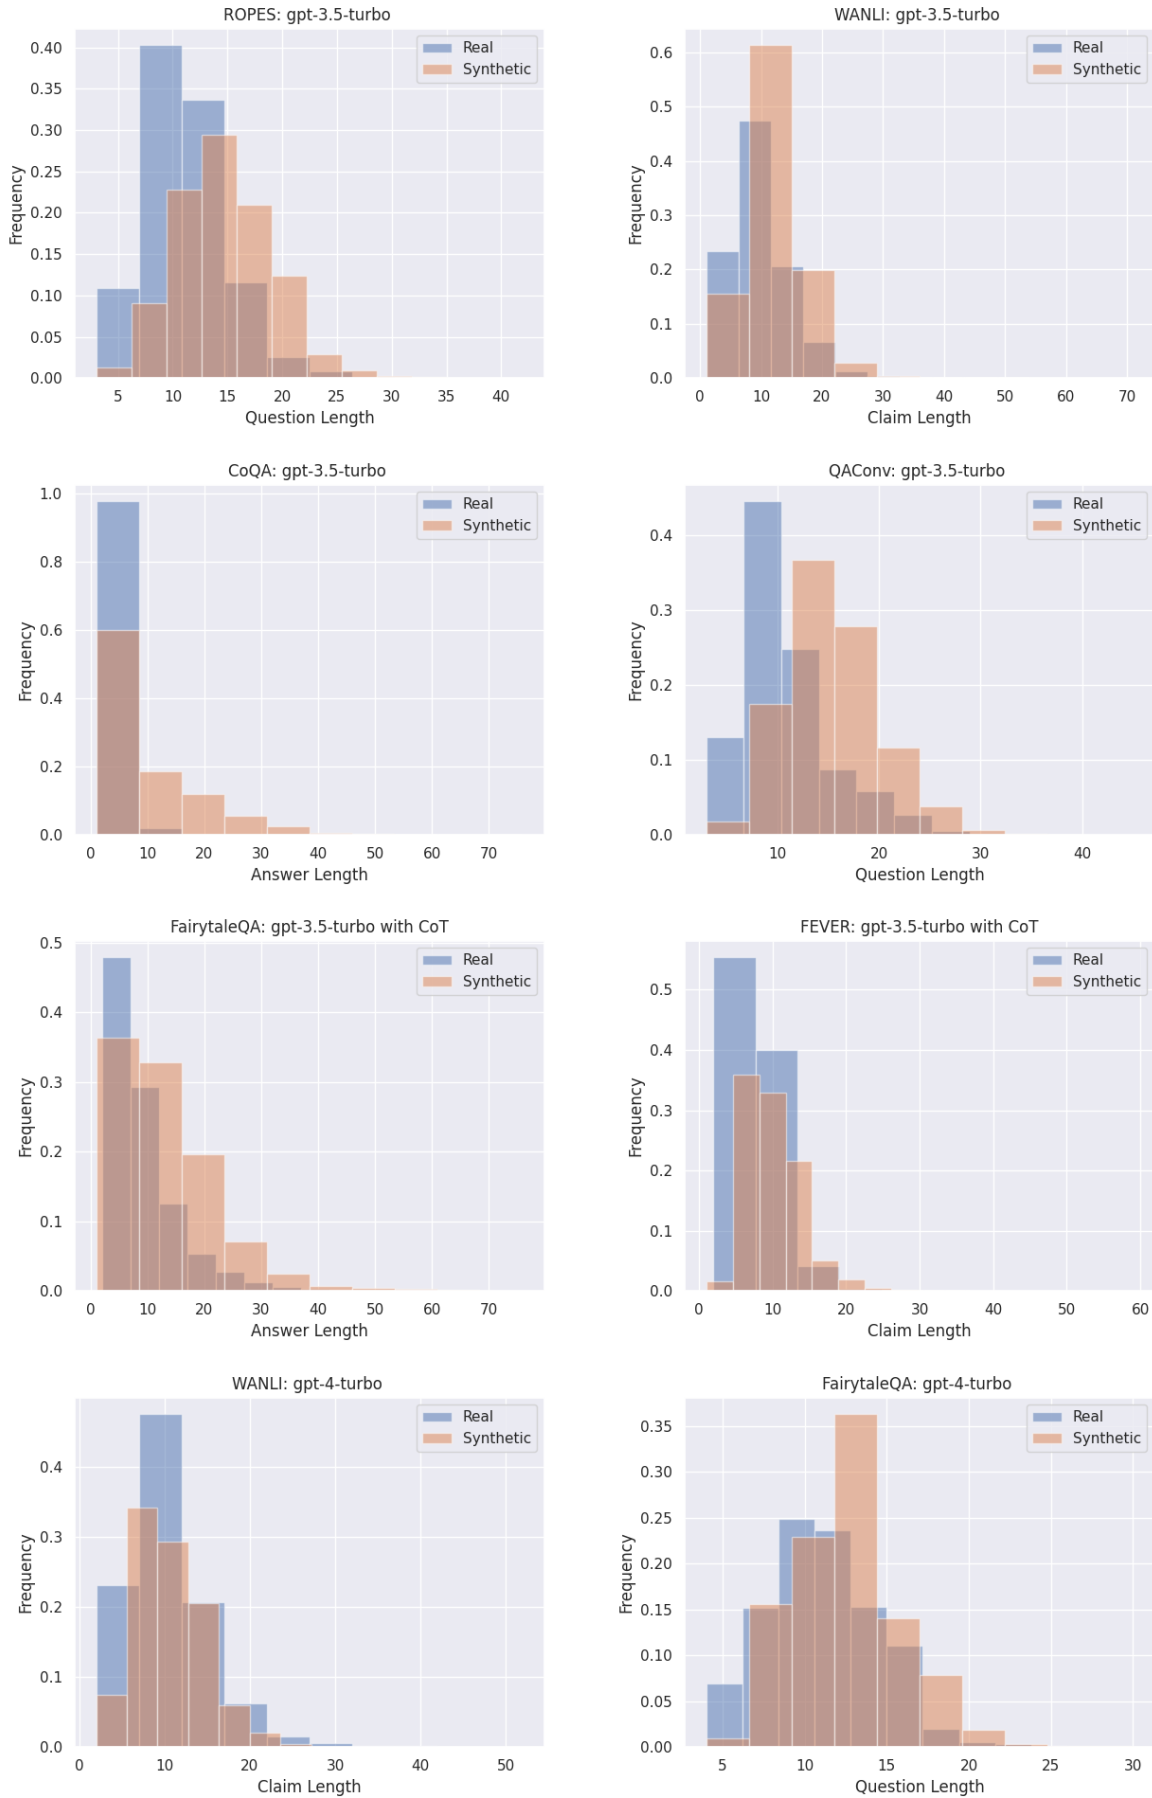 ROPES: gpt-3.5-turbo
Real
Synthetic
0.40
0.35
0.30
0.25
0.20
0.15
0.10
0.05
0.00
Frequency
5 10 15 20 25 30 35 40
Question Length
WANLI: gpt-3.5-turbo
Real
Synthetic
0.6
0.5
0.4
0.3
0.2
0.1
0.0
Frequency
0 10 20 30 40 50 60 70
Claim Length
CoQA: gpt-3.5-turbo
Real
Synthetic
1.0
0.8
0.6
0.4
0.2
0.0
Frequency
0 10 20 30 40 50 60 70
Answer Length
QAConv: gpt-3.5-turbo
Real
Synthetic
0.4
0.3
0.2
0.1
0.0
Frequency
10 20 30 40
Question Length
FairytaleQA: gpt-3.5-turbo with CoT
Real
Synthetic
0.5
0.4
0.3
0.2
0.1
0.0
Frequency
0 10 20 30 40 50 60 70
Answer Length
FEVER: gpt-3.5-turbo with CoT
Real
Synthetic
0.5
0.4
0.3
0.2
0.1
0.0
Frequency
0 10 20 30 40 50 60
Claim Length
WANLI: gpt-4-turbo
Real
Synthetic
0.4
0.3
0.2
0.1
0.0
Frequency
0 10 20 30 40 50
Claim Length
FairytaleQA: gpt-4-turbo
Real
Synthetic
0.35
0.30
0.25
0.20
0.15
0.10
0.05
0.00
Frequency
5 10 15 20 25 30
Question Length